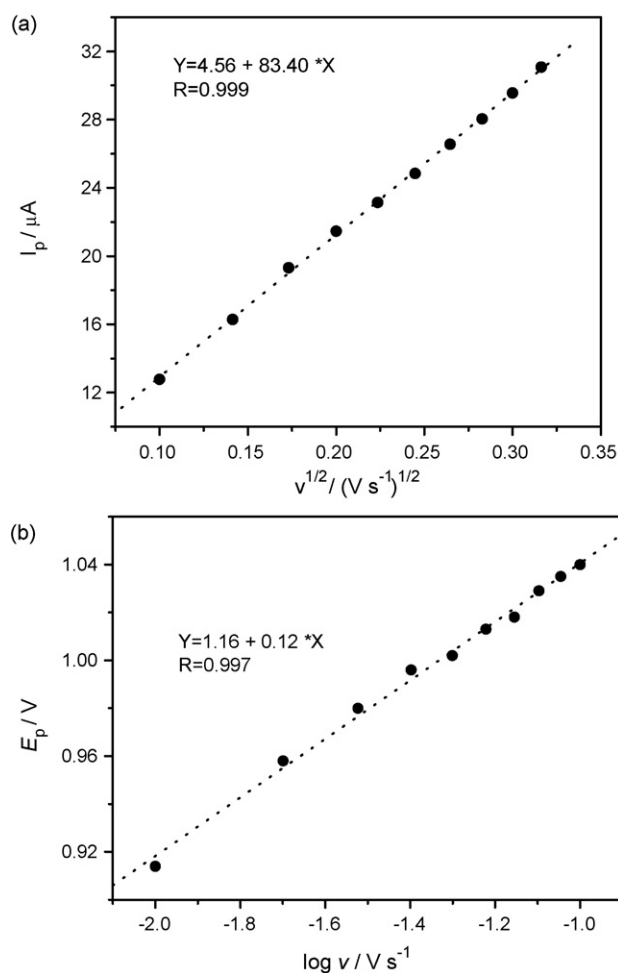 (a)
32
28
24
20
16
12
I_p / μA
Y=4.56 + 83.40 *X
R=0.999
0.10 0.15 0.20 0.25 0.30 0.35
v^1/2 / (V s^-1)^1/2
(b)
1.04
1.00
0.96
0.92
E_p / V
Y=1.16 + 0.12 *X
R=0.997
-2.0 -1.8 -1.6 -1.4 -1.2 -1.0
log v / V s^-1